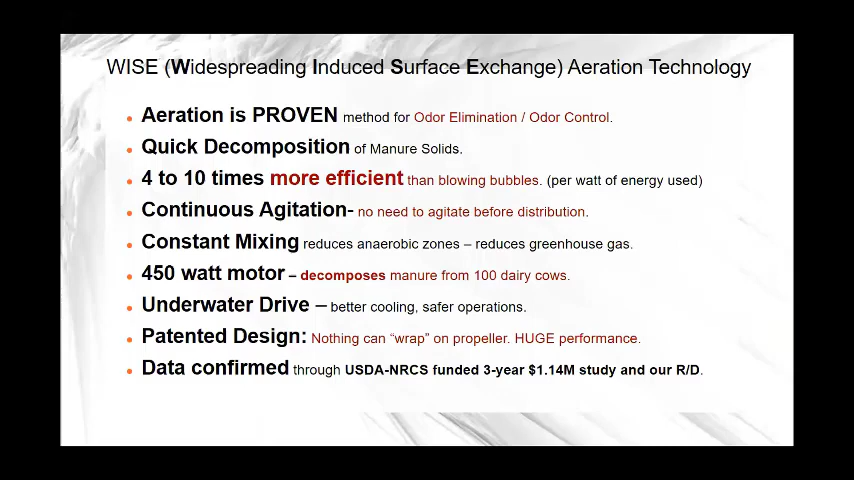 WISE (Widespreading Induced Surface Exchange) Aeration Technology
• Aeration is PROVEN method for Odor Elimination / Odor Control.
• Quick Decomposition of Manure Solids.
• 4 to 10 times more efficient than blowing bubbles. (per watt of energy used)
• Continuous Agitation- no need to agitate before distribution.
• Constant Mixing reduces anaerobic zones – reduces greenhouse gas.
• 450 watt motor – decomposes manure from 100 dairy cows.
• Underwater Drive – better cooling, safer operations.
• Patented Design: Nothing can “wrap” on propeller. HUGE performance.
• Data confirmed through USDA-NRCS funded 3-year $1.14M study and our R/D.